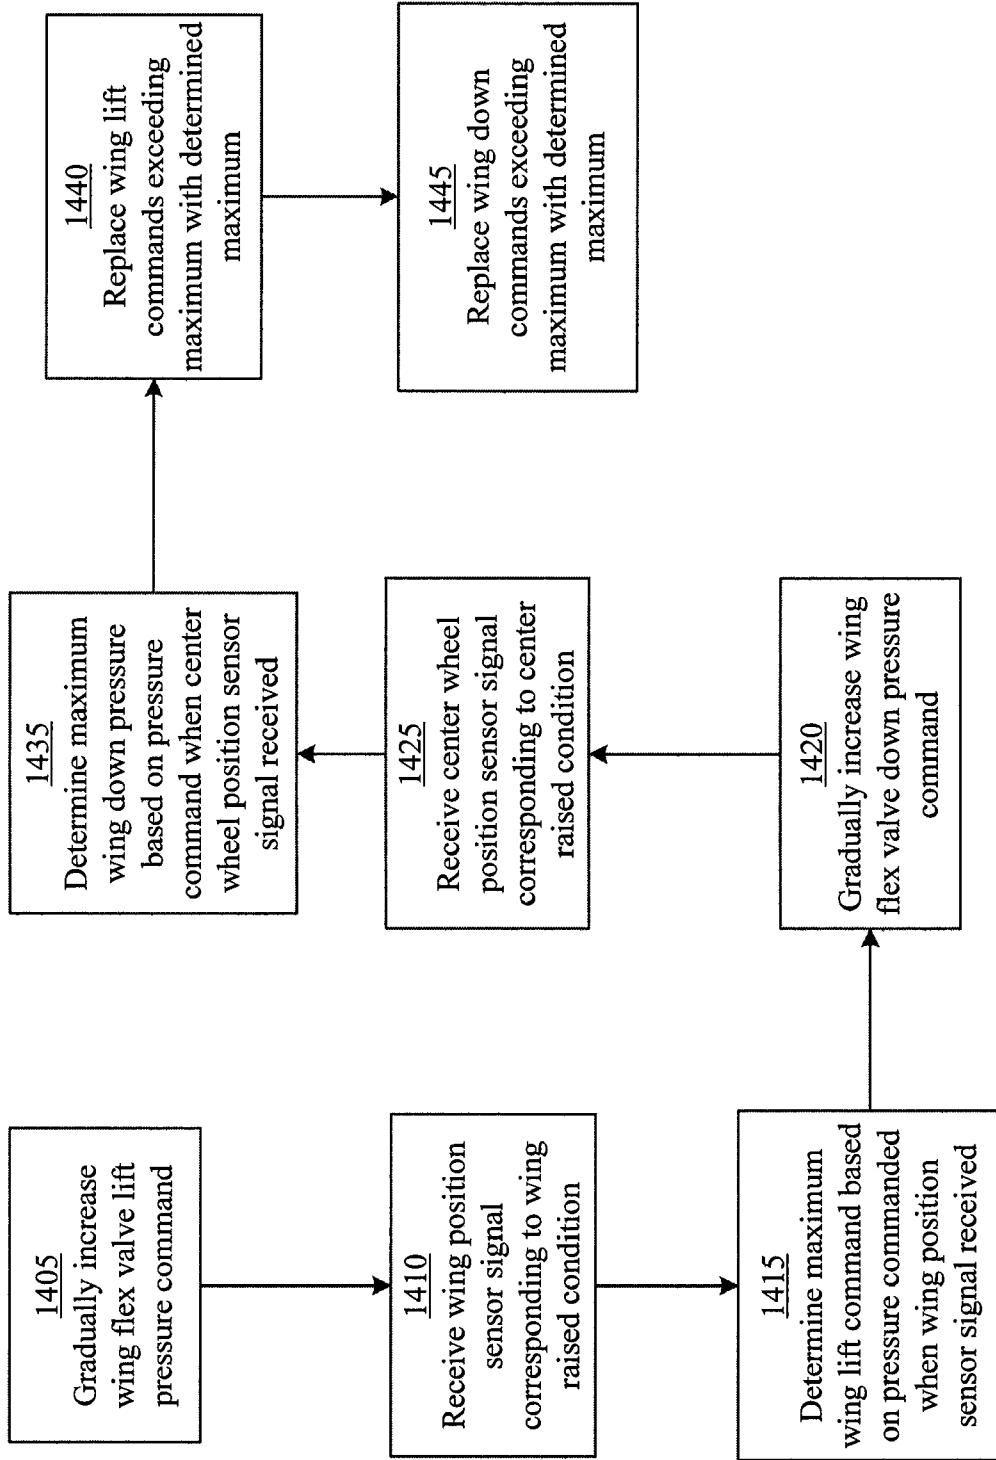 1405
Gradually increase
wing flex valve lift
pressure command
1410
Receive wing position
sensor signal
corresponding to wing
raised condition
1415
Determine maximum
wing lift command based
on pressure commanded
when wing position
sensor signal received
1420
Gradually increase wing
flex valve down pressure
command
1425
Receive center wheel
position sensor signal
corresponding to center
raised condition
1435
Determine maximum
wing down pressure
based on pressure
command when center
wheel position sensor
signal received
1440
Replace wing lift
commands exceeding
maximum with determined
maximum
1445
Replace wing down
commands exceeding
maximum with determined
maximum